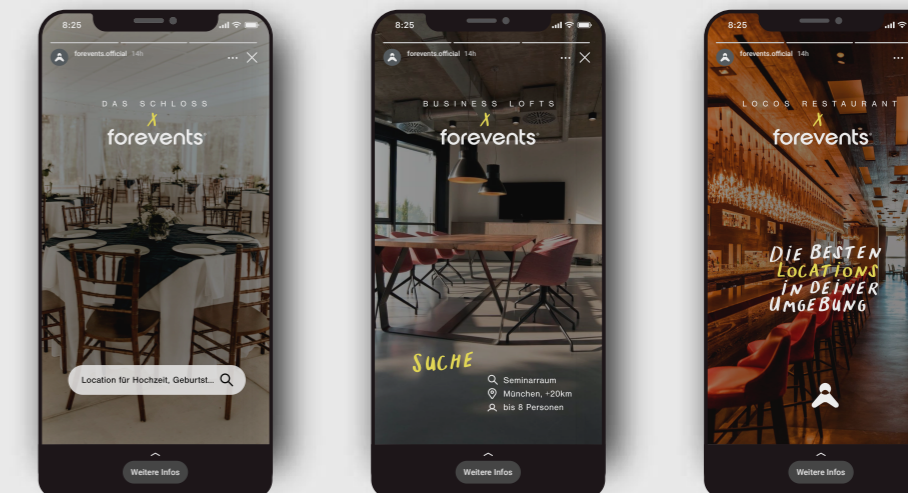 8:25
forevents.official 14h
DAS SCHLOSS
X
forevents
Location für Hochzeit, Geburtst...
Weitere Infos
8:25
forevents.official 14h
BUSINESS LOFTS
X
forevents
SUCHE
Seminarraum
München, +20km
bis 8 Personen
Weitere Infos
8:25
forevents.official 14h
LOCOS RESTAURANT
X
forevents
DIE BESTEN
LOCATIONS
IN DEINER
UMGEBUNG
Weitere Infos